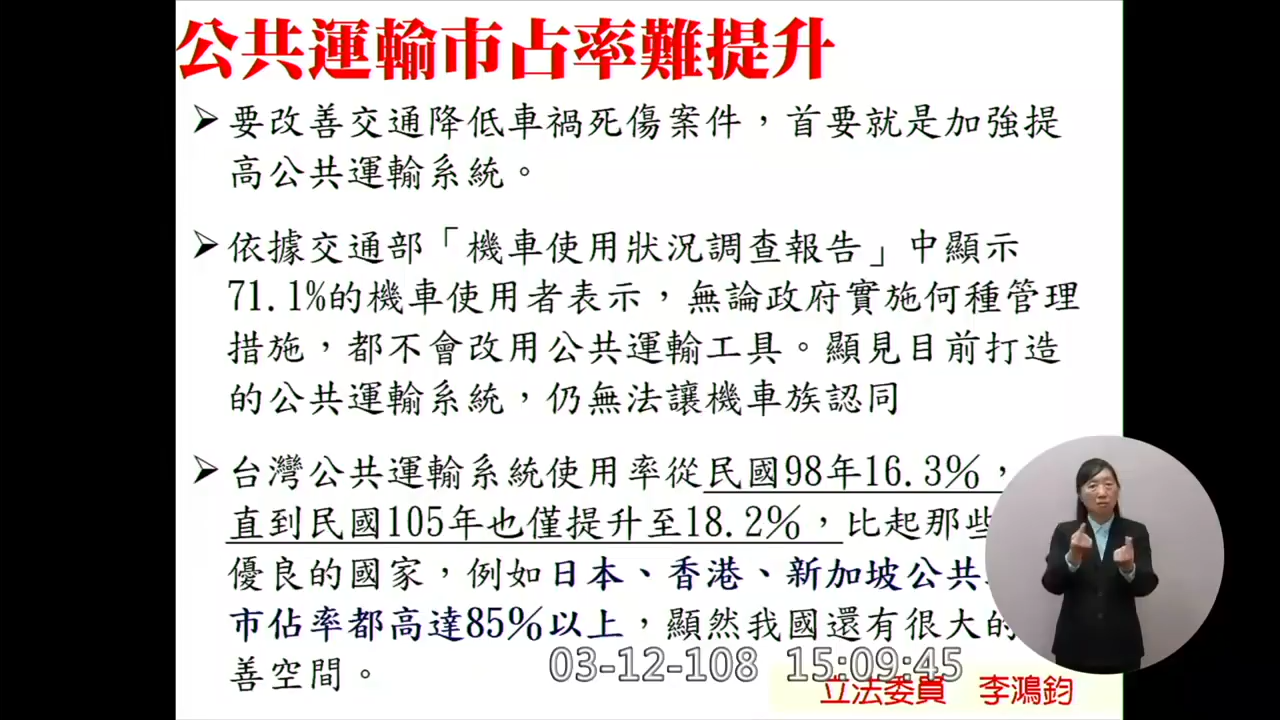 公共運輸市占率難提升
➢要改善交通降低車禍死傷案件，首要就是加強提
高公共運輸系統。
➢依據交通部「機車使用狀況調查報告」中顯示
71.1%的機車使用者表示，無論政府實施何種管理
措施，都不會改用公共運輸工具。顯見目前打造
的公共運輸系統，仍無法讓機車族認同
➢台灣公共運輸系統使用率從民國98年16.3%，
直到民國105年也僅提升至18.2%，比起那些
優良的國家，例如日本、香港、新加坡公共
市佔率都高達85%以上，顯然我國還有很大的
善空間。
03-12-108 15:09:45
立法委員 李鴻鈞